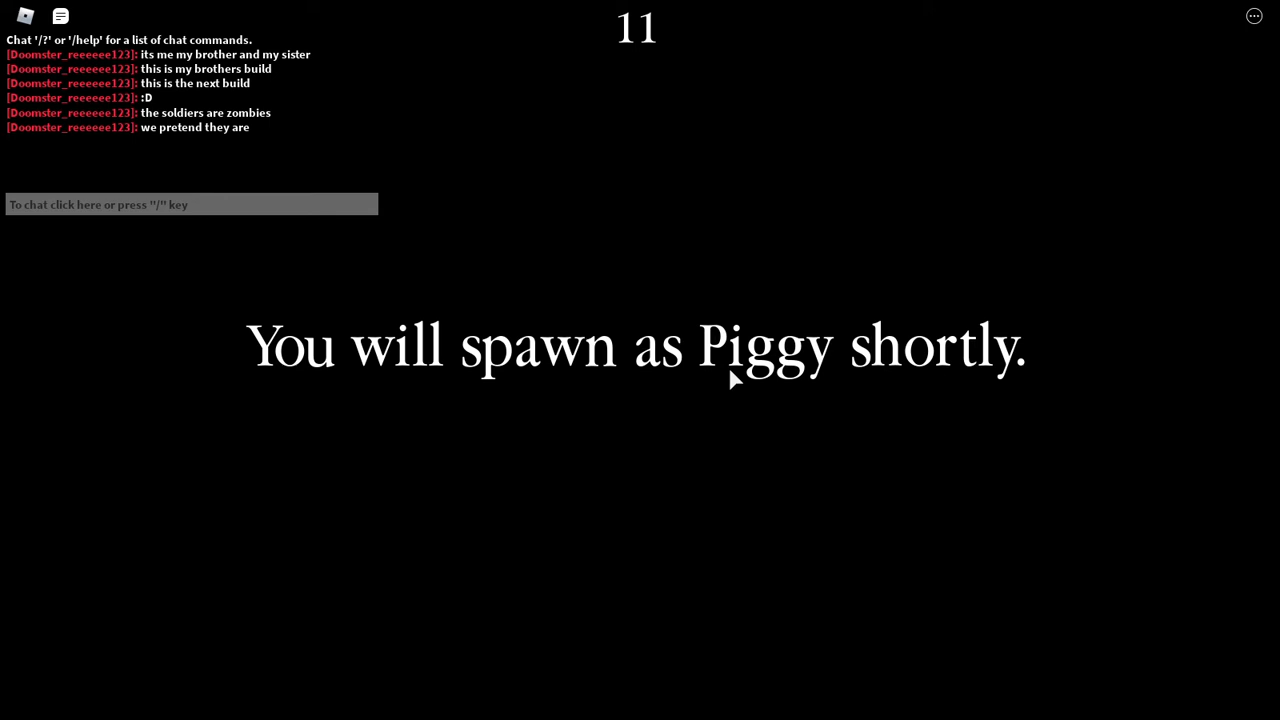 11
Chat '/?' or '/help' for a list of chat commands.
[Doomster_reeeeee123]: its me my brother and my sister
[Doomster_reeeeee123]: this is my brothers build
[Doomster_reeeeee123]: this is the next build
[Doomster_reeeeee123]: :D
[Doomster_reeeeee123]: the soldiers are zombies
[Doomster_reeeeee123]: we pretend they are
To chat click here or press "/" key
You will spawn as Piggy shortly.